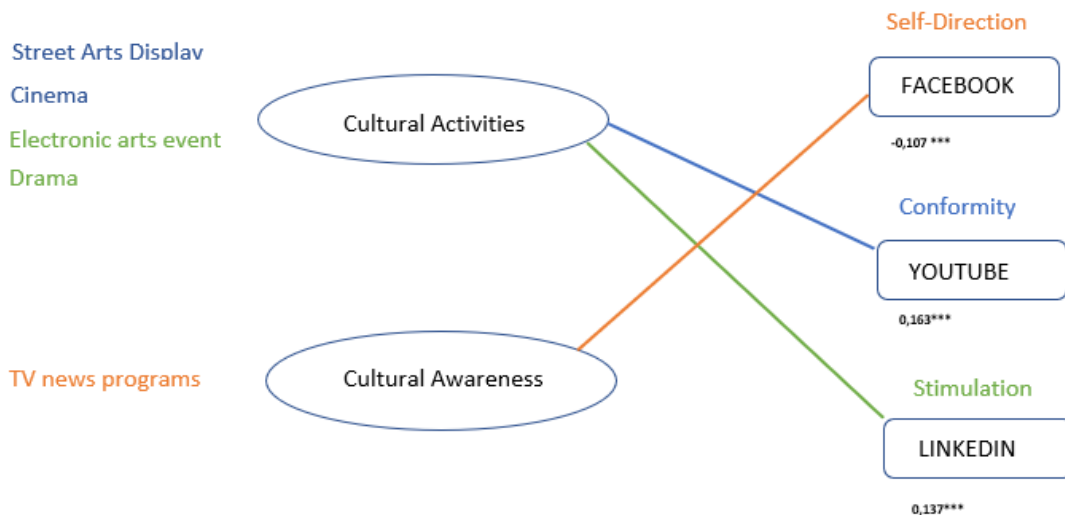 Street Arts Display
Cinema
Electronic arts event
Drama
TV news programs
Cultural Activities
Cultural Awareness
Self-Direction
FACEBOOK
-0,107 ***
Conformity
YOUTUBE
0,163***
Stimulation
LINKEDIN
0,137***